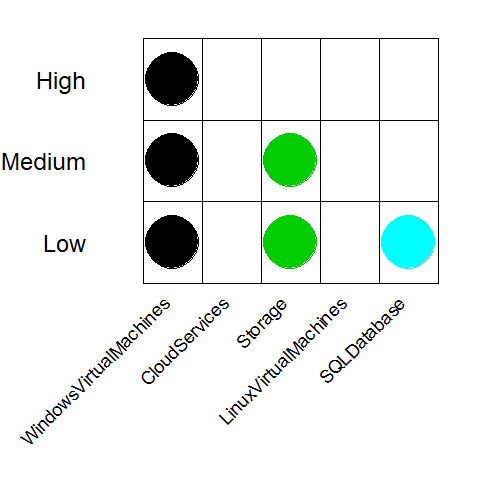 High
Medium
Low
WindowsVirtualMachines
CloudServices
Storage
LinuxVirtualMachines
SQLDatabase